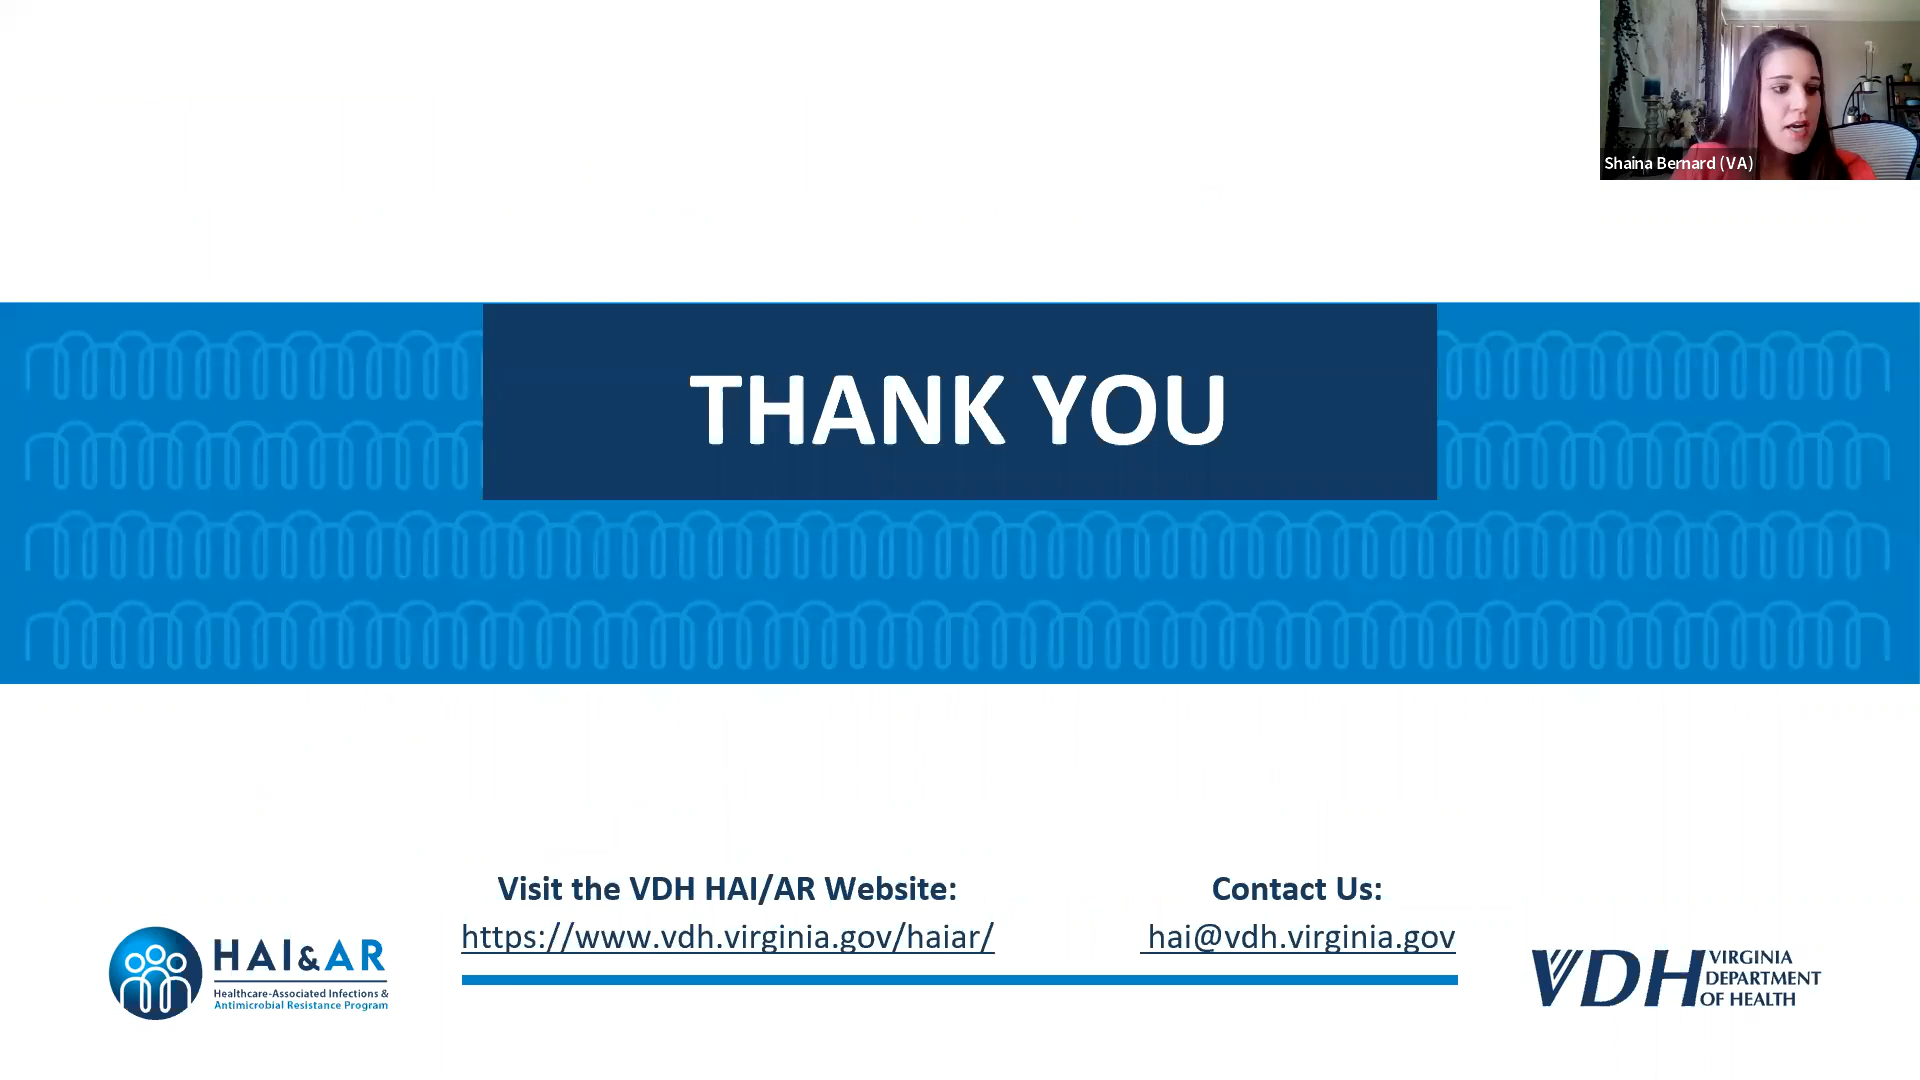 Shaina Bernard (VA)
THANK YOU
Visit the VDH HAI/AR Website:
https://www.vdh.virginia.gov/haiar/
Contact Us:
hai@vdh.virginia.gov
HAI&AR
Healthcare-Associated Infections &
Antimicrobial Resistance Program
VDH
VIRGINIA
DEPARTMENT
OF HEALTH